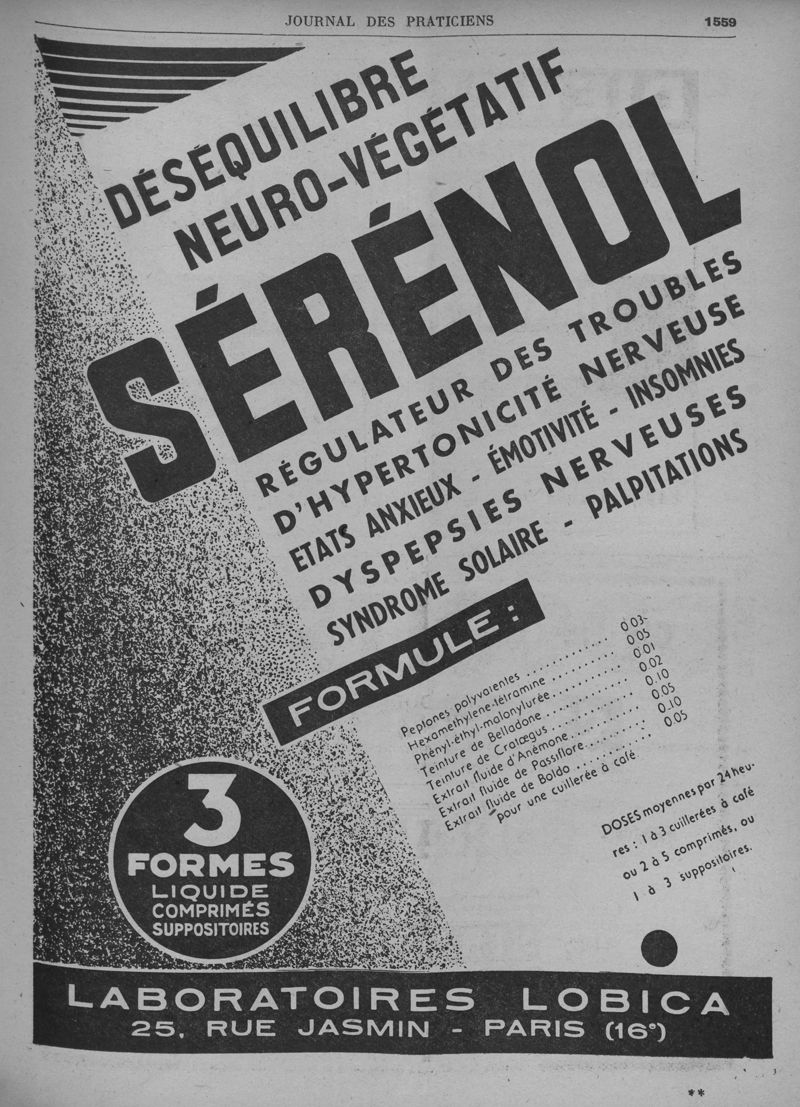 JOURNAL DES PRATICIENS 1559
DÉSÉQUILIBRE
NEURO-VÉGÉTATIF
SÉRÉNOL
RÉGULATEUR DES TROUBLES
D'HYPERTONICITÉ NERVEUSE
ETATS ANXIEUX - ÉMOTIVITÉ - INSOMNIES
DYSPEPSIES NERVEUSES
SYNDROME SOLAIRE - PALPITATIONS
FORMULE :
Peptones polyvalentes .............. 0.03
Hexaméthylene-tétramine .......... 0.05
Phényl-éthyl-malonylurée............ 0.01
Teinture de Belladone .............. 0.02
Teinture de Cratœgus............... 0.10
Extrait fluide d'Anémone............ 0.05
Extrait fluide de Passiflore........... 0.10
Extrait fluide de Boldo ............. 0.05
pour une cuillerée à café
DOSES moyennes par 24 heu-
res : 1 à 3 cuillerées à café
ou 2 à 5 comprimés, ou
1 à 3 suppositoires.
3
FORMES
LIQUIDE
COMPRIMÉS
SUPPOSITOIRES
LABORATOIRES LOBICA
25, RUE JASMIN - PARIS (16e)
3
**